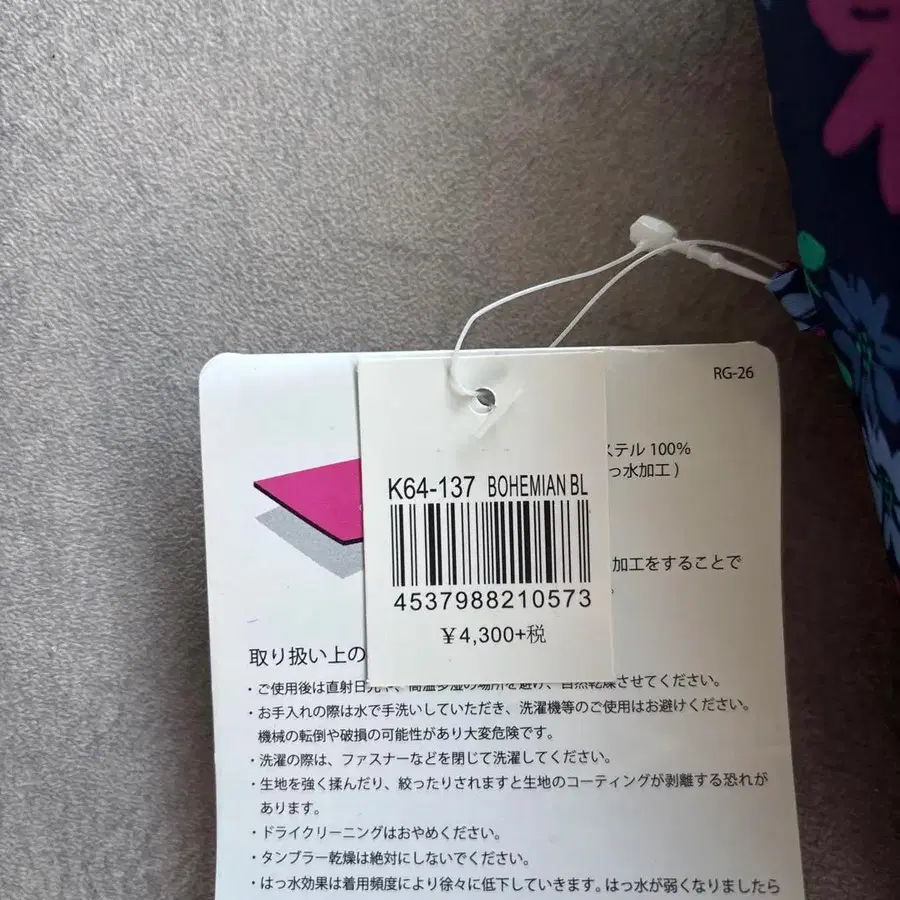 RG-26
ステル 100%
っ水加工 )
K64-137 BOHEMIAN BL
加工をすることで
4537988210573
¥4,300+税
取り扱い上の
・ご使用後は直射日光や、高温多湿の場所を避け、自然乾燥させてください。
・お手入れの際は水で手洗いしていただき、洗濯機等のご使用はお避けください。
機械の転倒や破損の可能性があり大変危険です。
・洗濯の際は、ファスナーなどを閉じて洗濯してください。
・生地を強く揉んだり、絞ったりされますと生地のコーティングが剥離する恐れが
あります。
・ドライクリーニングはおやめください。
・タンブラー乾燥は絶対にしないでください。
・はっ水効果は着用頻度により徐々に低下していきます。はっ水が弱くなりましたら